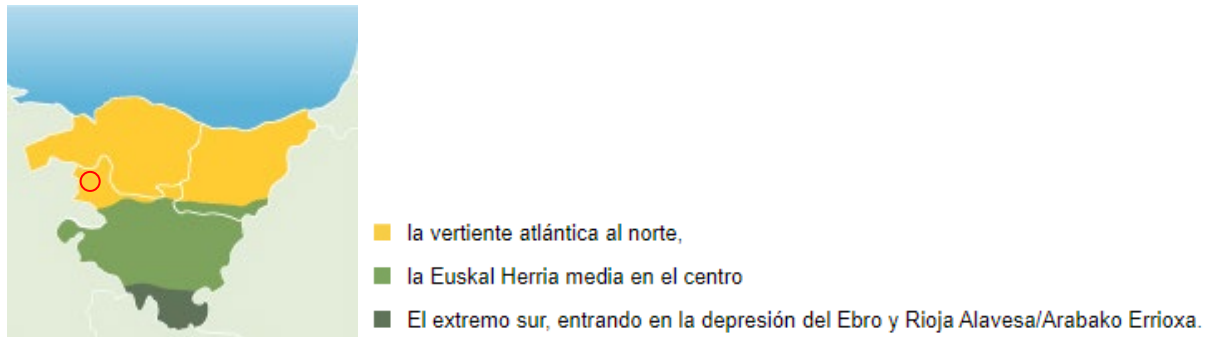 la vertiente atlántica al norte,
la Euskal Herria media en el centro
El extremo sur, entrando en la depresión del Ebro y Rioja Alavesa/Arabako Errioxa.